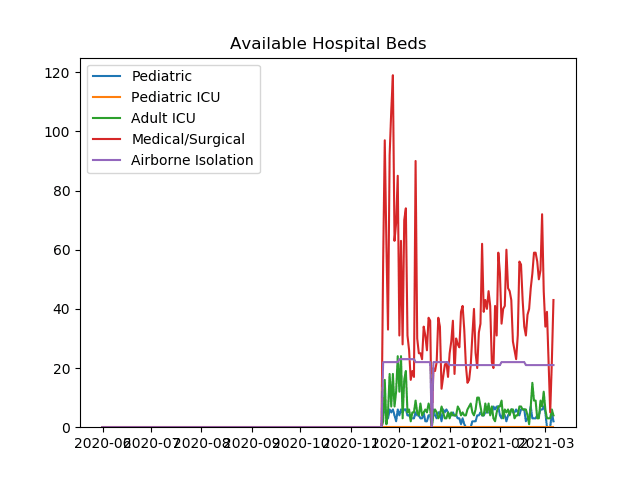 Available Hospital Beds
Pediatric
Pediatric ICU
Adult ICU
Medical/Surgical
Airborne Isolation
120
100
80
60
40
20
0
2020-06 2020-07 2020-08 2020-09 2020-10 2020-11 2020-12 2021-01 2021-02 2021-03